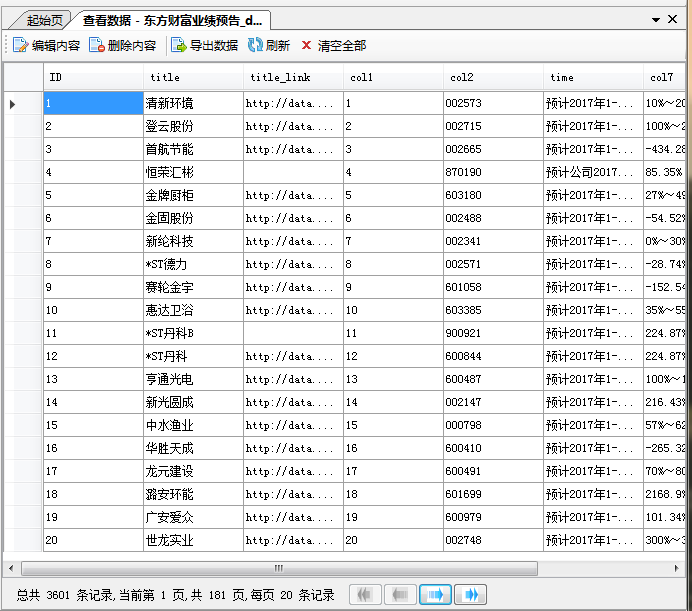 起始页 查看数据 - 东方财富业绩预告_d...
编辑内容 删除内容 导出数据 刷新 清空全部
ID title title_link col1 col2 time col7
1 清新环境 http://data.... 1 002573 预计2017年1-... 10%~20
2 登云股份 http://data.... 2 002715 预计2017年1-... 100%~2
3 首航节能 http://data.... 3 002665 预计2017年1-... -434.28
4 恒荣汇彬 4 870190 预计公司2017... 85.35%
5 金牌厨柜 http://data.... 5 603180 预计2017年1-... 27%~49
6 金固股份 http://data.... 6 002488 预计2017年1-... -54.52%
7 新纶科技 http://data.... 7 002341 预计2017年1-... 0%~30%
8 *ST德力 http://data.... 8 002571 预计2017年1-... -28.74%
9 赛轮金宇 http://data.... 9 601058 预计2017年1-... -152.54
10 惠达卫浴 http://data.... 10 603385 预计2017年1-... 35%~55
11 *ST丹科B 11 900921 预计2017年1-... 224.87%
12 *ST丹科 http://data.... 12 600844 预计2017年1-... 224.87%
13 亨通光电 http://data.... 13 600487 预计2017年1-... 100%~1
14 新光圆成 http://data.... 14 002147 预计2017年1-... 216.43%
15 中水渔业 http://data.... 15 000798 预计2017年1-... 57%~62
16 华胜天成 http://data.... 16 600410 预计2017年1-... -265.32
17 龙元建设 http://data.... 17 600491 预计2017年1-... 70%~80
18 潞安环能 http://data.... 18 601699 预计2017年1-... 2168.9%
19 广安爱众 http://data.... 19 600979 预计2017年1-... 101.34%
20 世龙实业 http://data.... 20 002748 预计2017年1-... 300%~3
总共 3601 条记录,当前第 1 页,共 181 页,每页 20 条记录